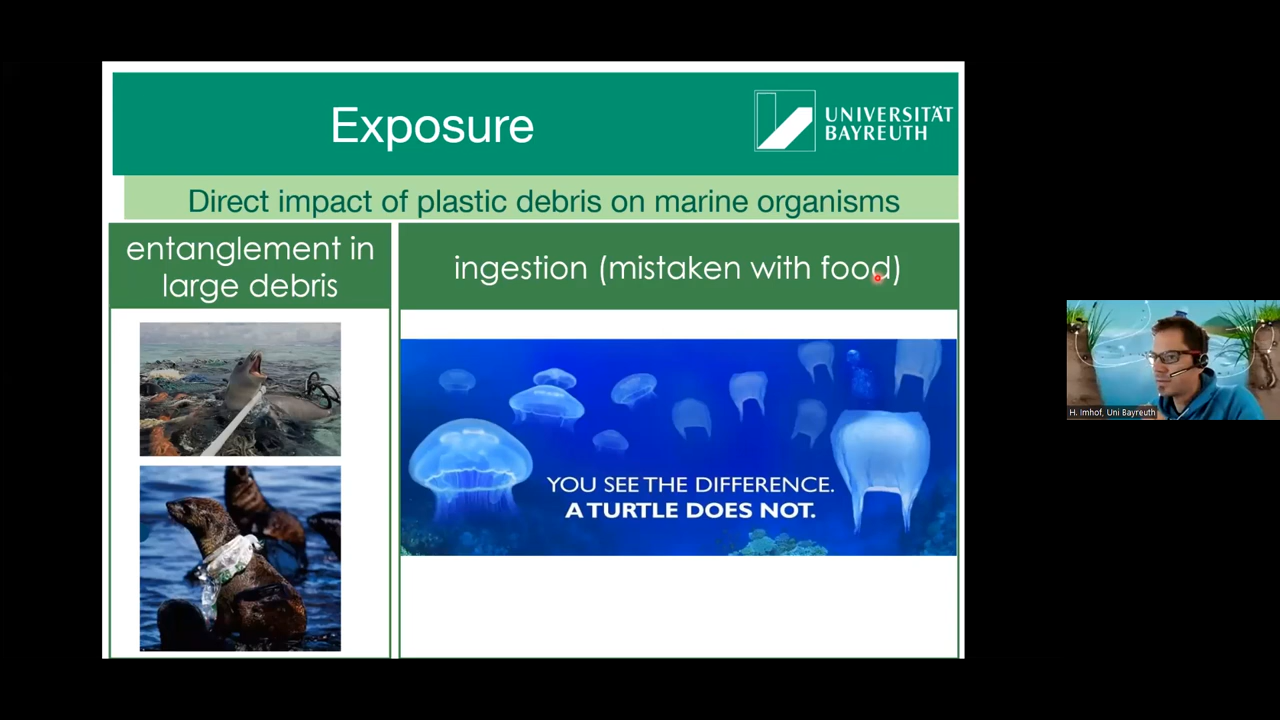 Exposure
UNIVERSITÄT
BAYREUTH
Direct impact of plastic debris on marine organisms
entanglement in
large debris
ingestion (mistaken with food)
YOU SEE THE DIFFERENCE.
A TURTLE DOES NOT.
H. Imhof, Uni Bayreuth